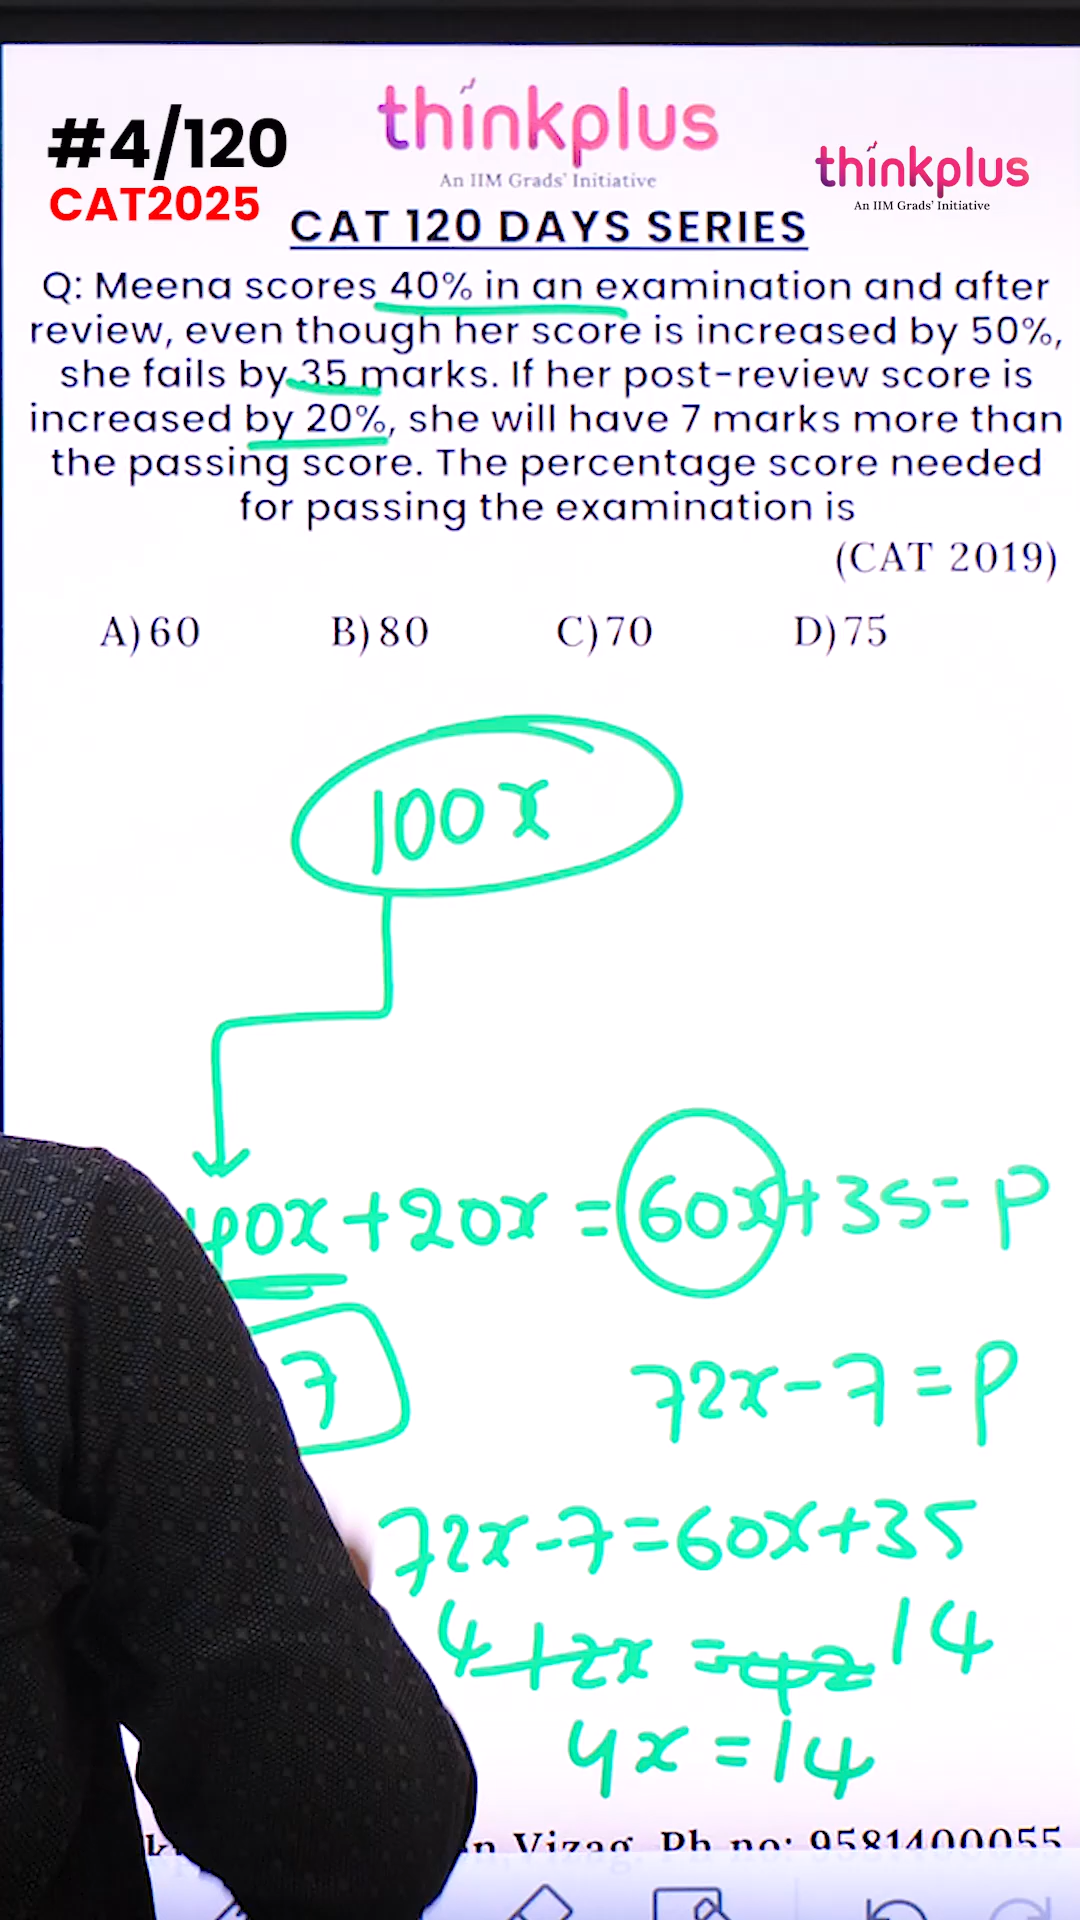 #4/120
CAT2025
thinkplus
An IIM Grads' Initiative
thinkplus
An IIM Grads' Initiative
CAT 120 DAYS SERIES
Q: Meena scores 40% in an examination and after
review, even though her score is increased by 50%,
she fails by 35 marks. If her post-review score is
increased by 20%, she will have 7 marks more than
the passing score. The percentage score needed
for passing the examination is
(CAT 2019)
A) 60 B) 80 C) 70 D) 75
100x
40x + 20x = 60x + 35 = P
7
72x - 7 = P
72x - 7 = 60x + 35
4 12x = 42 14
4x = 14
Vizag, Ph no: 9581400055